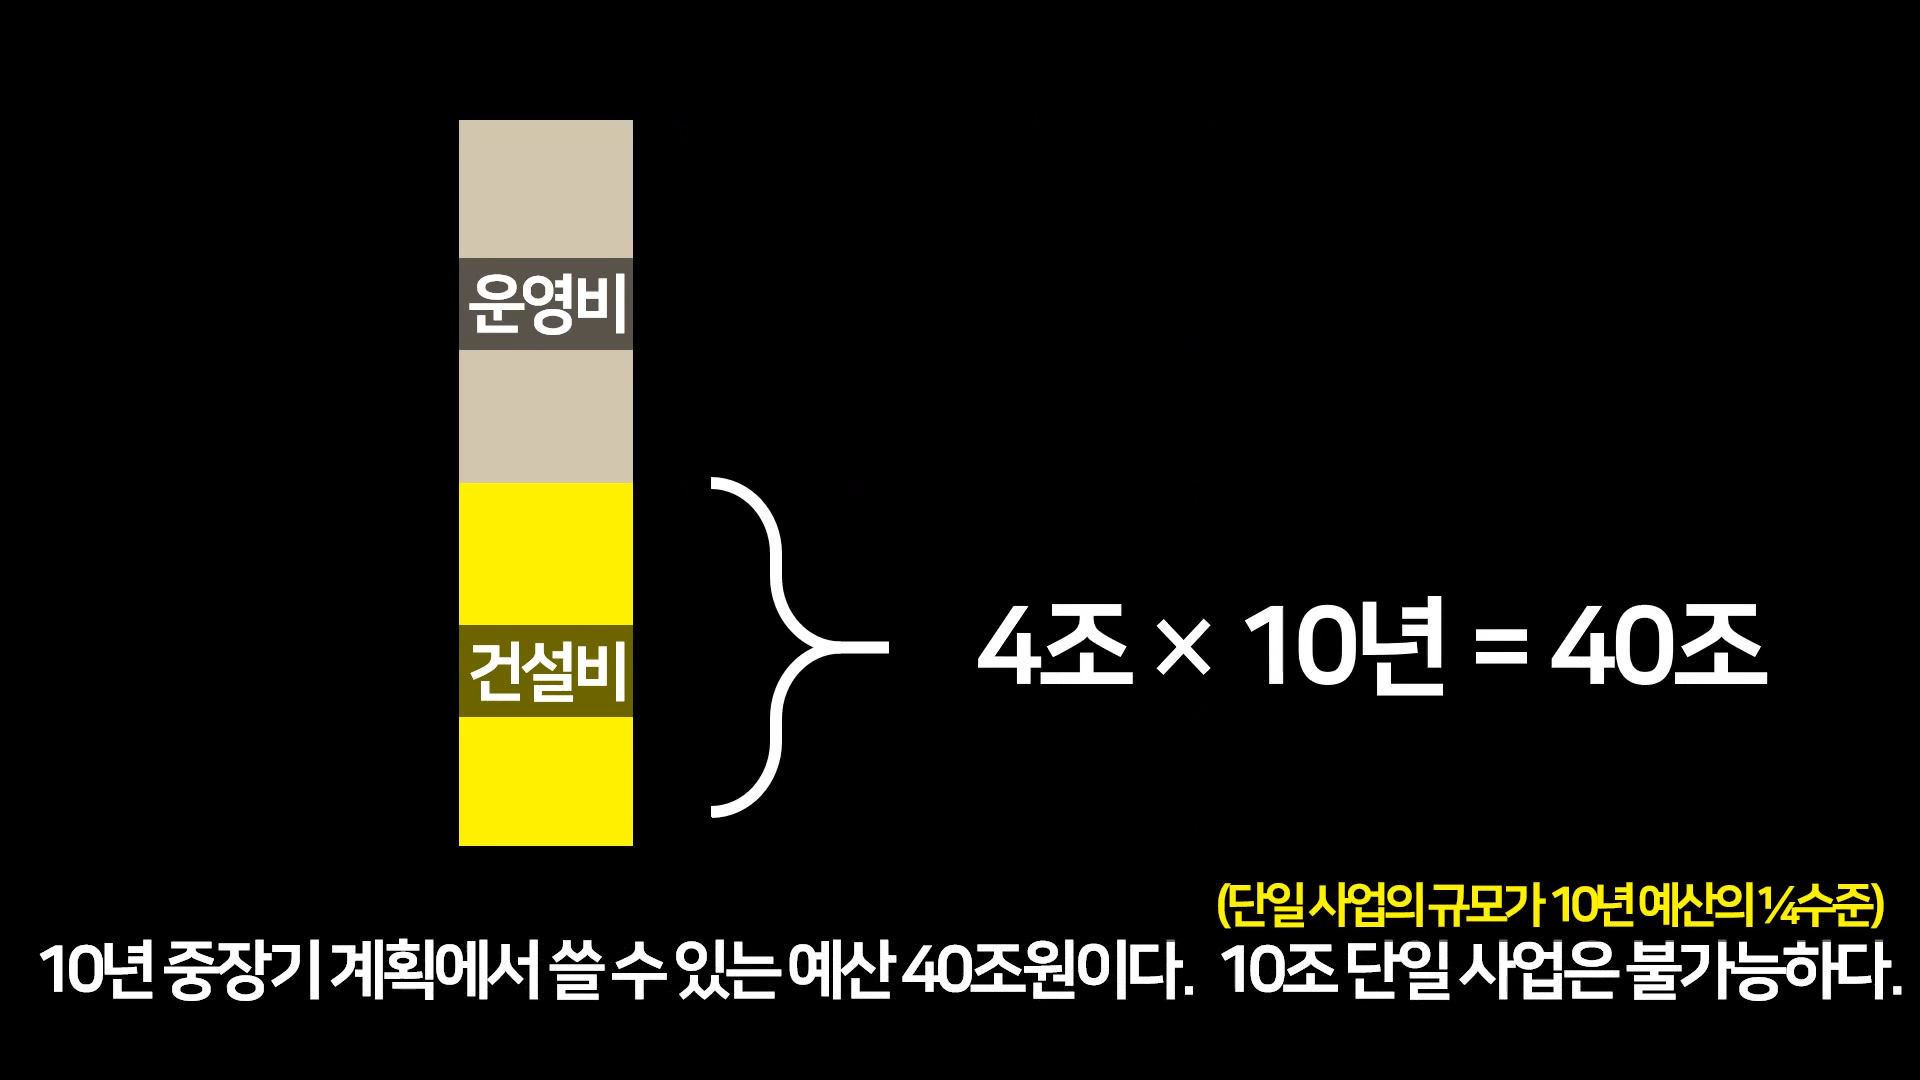 운영비
건설비
4조 × 10년 = 40조
(단일 사업의 규모가 10년 예산의 ¼수준)
10년 중장기 계획에서 쓸 수 있는 예산 40조원이다. 10조 단일 사업은 불가능하다.